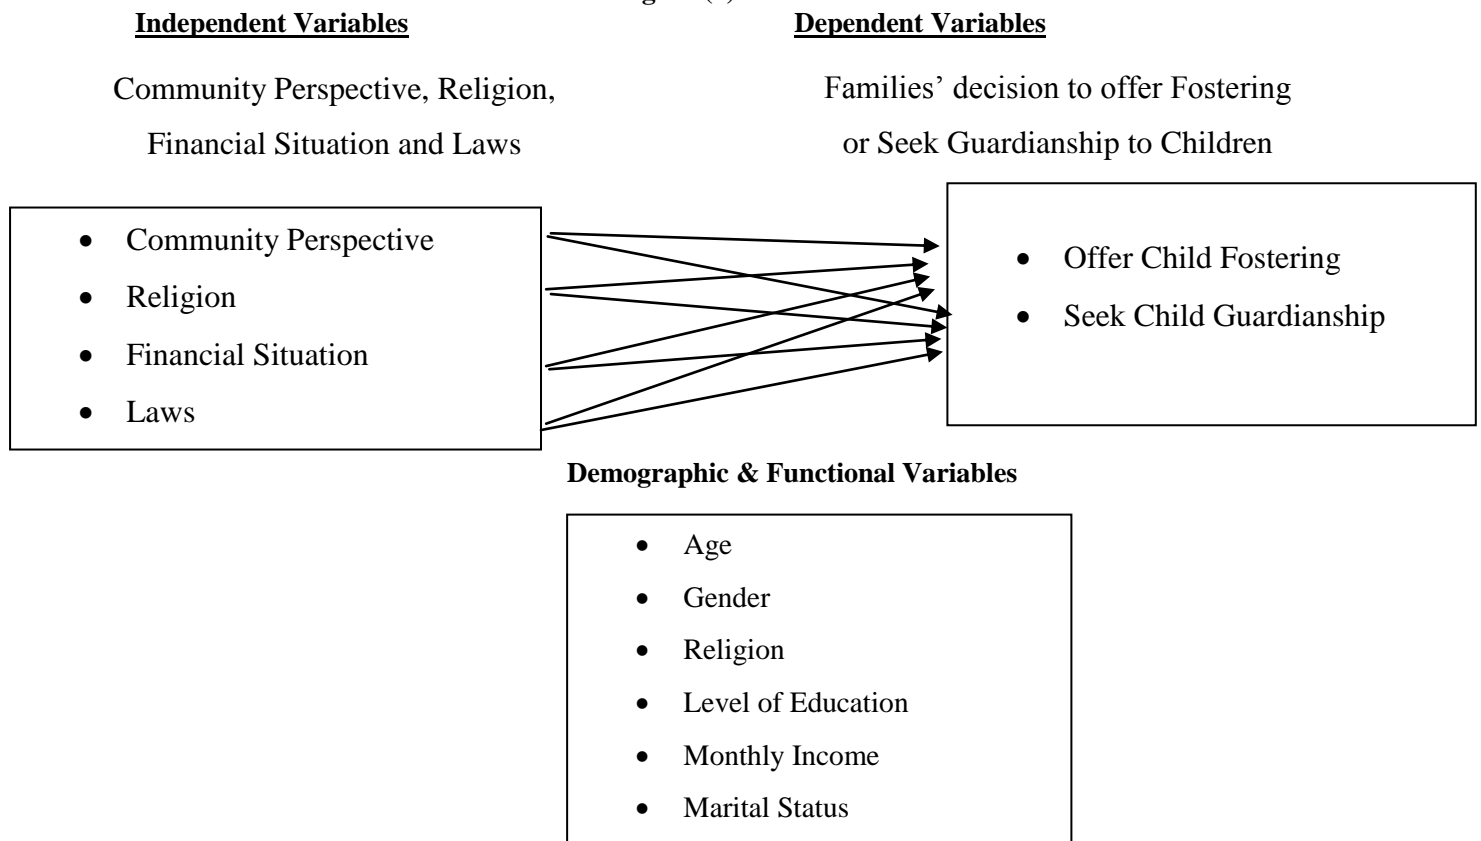 Independent Variables
Dependent Variables
Community Perspective, Religion,
Financial Situation and Laws
Families’ decision to offer Fostering
or Seek Guardianship to Children
• Community Perspective
• Religion
• Financial Situation
• Laws
• Offer Child Fostering
• Seek Child Guardianship
Demographic & Functional Variables
• Age
• Gender
• Religion
• Level of Education
• Monthly Income
• Marital Status